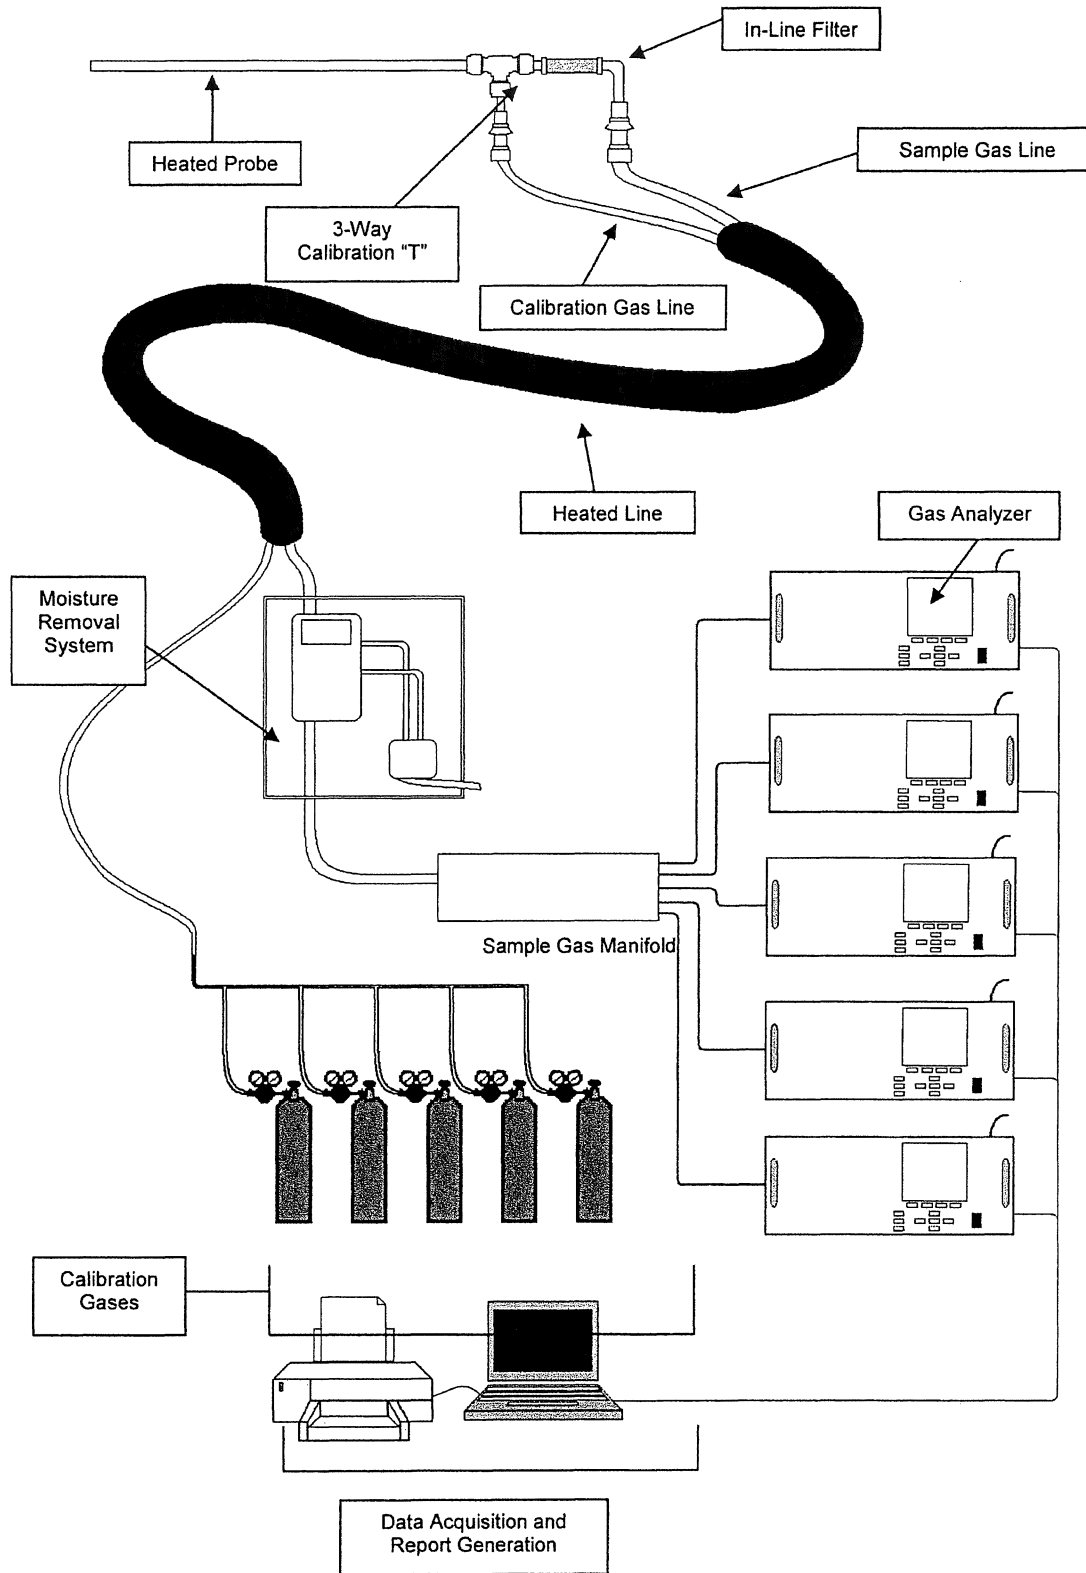 In-Line Filter
Heated Probe
Sample Gas Line
3-Way
Calibration "T"
Calibration Gas Line
Heated Line
Gas Analyzer
Moisture
Removal
System
Sample Gas Manifold
Calibration
Gases
Data Acquisition and
Report Generation